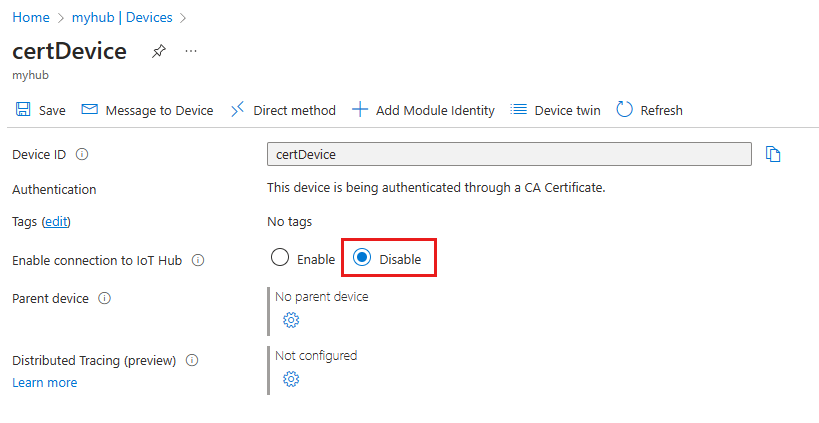 Home > myhub | Devices >
certDevice ...
myhub
Save Message to Device Direct method Add Module Identity Device twin Refresh
Device ID certDevice
Authentication This device is being authenticated through a CA Certificate.
Tags (edit) No tags
Enable connection to IoT Hub Enable Disable
Parent device No parent device
Distributed Tracing (preview) Not configured
Learn more